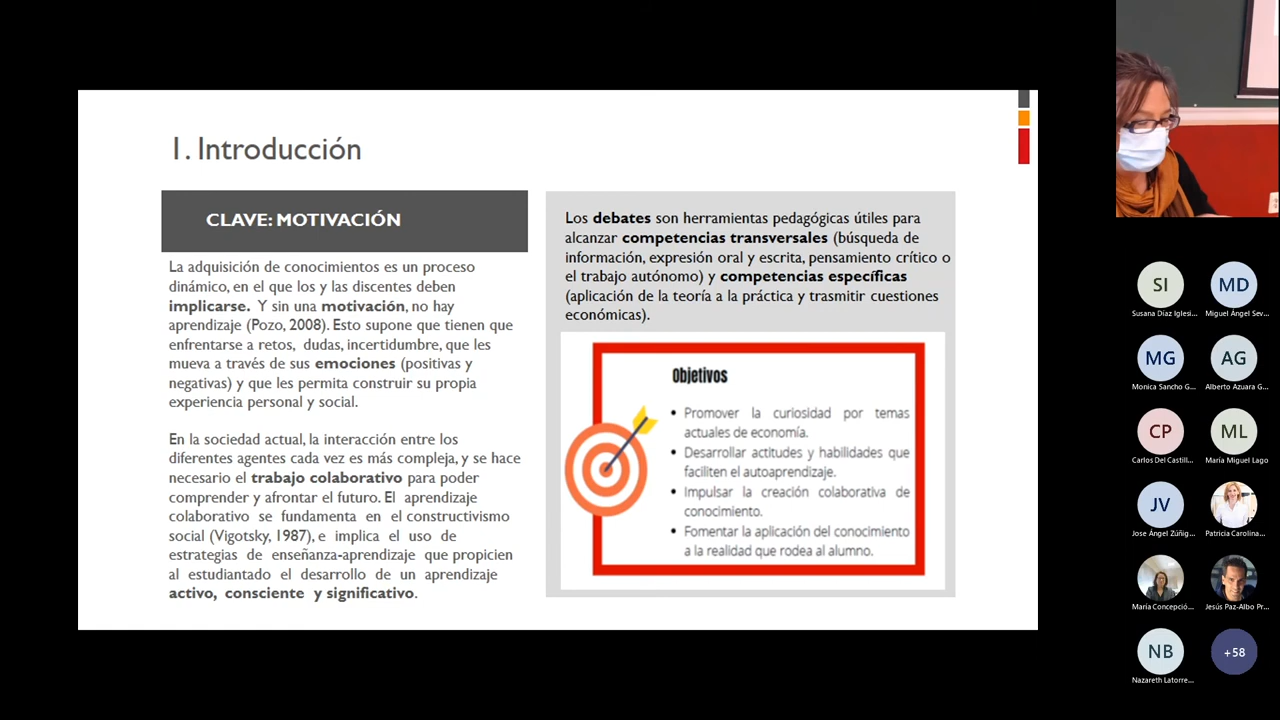 1. Introducción
CLAVE: MOTIVACIÓN
La adquisición de conocimientos es un proceso
dinámico, en el que los y las discentes deben
implicarse. Y sin una motivación, no hay
aprendizaje (Pozo, 2008). Esto supone que tienen que
enfrentarse a retos, dudas, incertidumbre, que les
mueva a través de sus emociones (positivas y
negativas) y que les permita construir su propia
experiencia personal y social.
En la sociedad actual, la interacción entre los
diferentes agentes cada vez es más compleja, y se hace
necesario el trabajo colaborativo para poder
comprender y afrontar el futuro. El aprendizaje
colaborativo se fundamenta en el constructivismo
social (Vigotsky, 1987), e implica el uso de
estrategias de enseñanza-aprendizaje que propicien
al estudiantado el desarrollo de un aprendizaje
activo, consciente y significativo.
Los debates son herramientas pedagógicas útiles para
alcanzar competencias transversales (búsqueda de
información, expresión oral y escrita, pensamiento crítico o
el trabajo autónomo) y competencias específicas
(aplicación de la teoría a la práctica y trasmitir cuestiones
económicas).
Objetivos
• Promover la curiosidad por temas
actuales de economía.
• Desarrollar actitudes y habilidades que
faciliten el autoaprendizaje.
• Impulsar la creación colaborativa de
conocimiento.
• Fomentar la aplicación del conocimiento
a la realidad que rodea al alumno.
SI
MD
Susana Díaz Iglesi...
Miguel Ángel Sev...
MG
AG
Monica Sancho G...
Alberto Azuara G...
CP
ML
Carlos Del Castill...
María Miguel Lago
JV
Jose Ángel Zúñig...
Patricia Carolina...
María Concepció...
Jesús Paz-Albo Pr...
NB
+58
Nazareth Latorre...